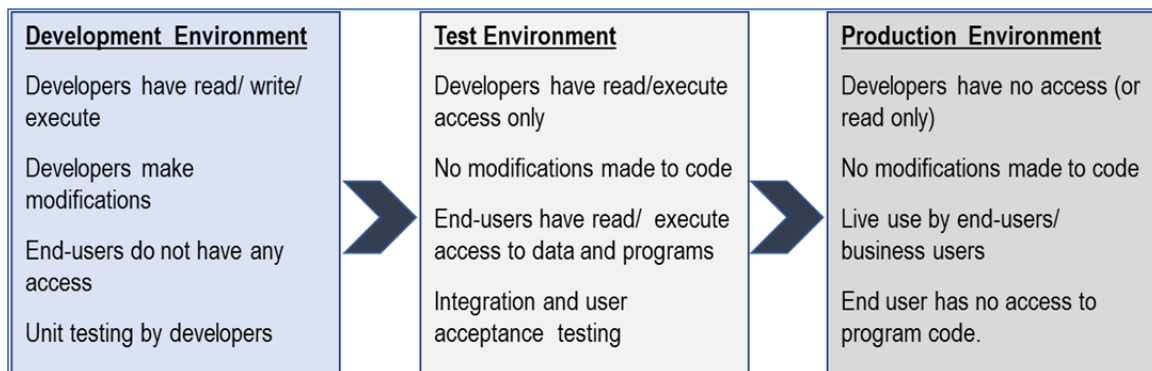 Development Environment
Developers have read/ write/
execute
Developers make
modifications
End-users do not have any
access
Unit testing by developers
Test Environment
Developers have read/execute
access only
No modifications made to code
End-users have read/ execute
access to data and programs
Integration and user
acceptance testing
Production Environment
Developers have no access (or
read only)
No modifications made to code
Live use by end-users/
business users
End user has no access to
program code.